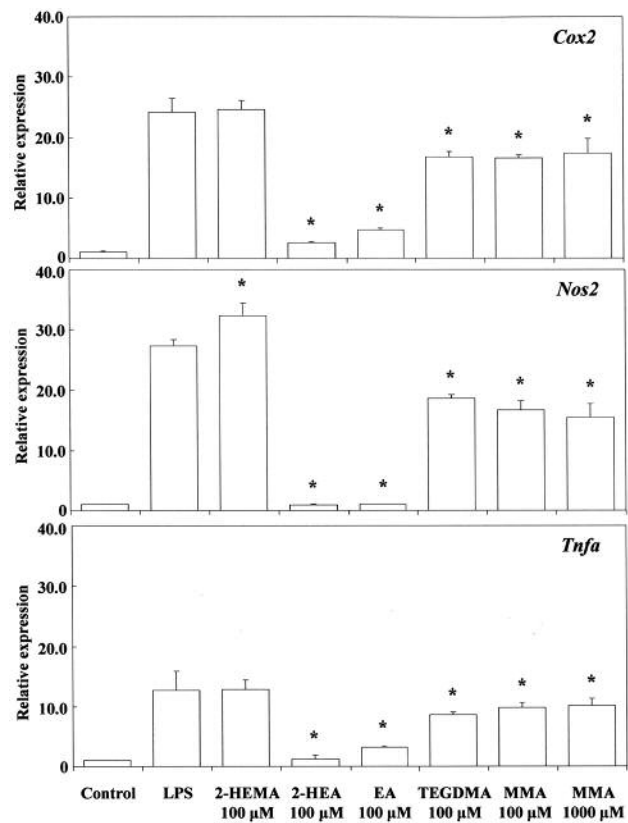 40.0
Cox2
30.0
Relative expression
20.0
10.0
0
* * * * *
40.0
Nos2
30.0
Relative expression
20.0
10.0
0
* * * * * *
40.0
Tnfa
30.0
Relative expression
20.0
10.0
0
* * * * *
Control LPS 2-HEMA 2-HEA EA TEGDMA MMA MMA
100 µM 100 µM 100 µM 100 µM 100 µM 1000 µM